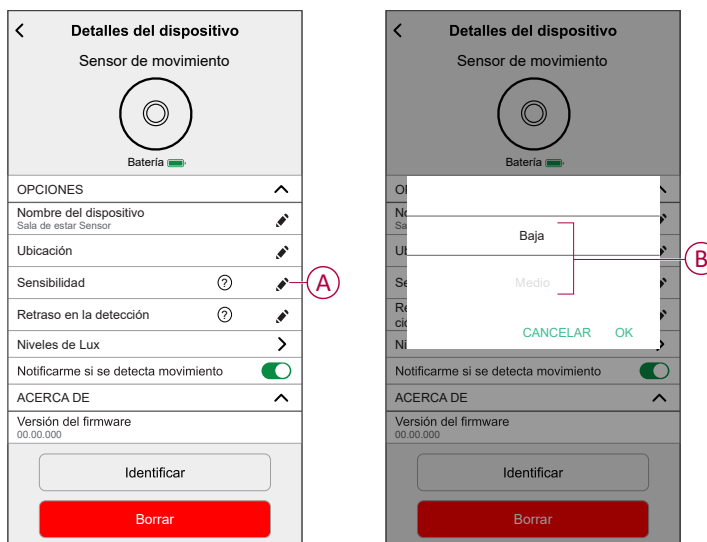 Detalles del dispositivo
Sensor de movimiento
Batería
OPCIONES
Nombre del dispositivo
Sala de estar Sensor
Ubicación
Sensibilidad ?
A
Retraso en la detección ?
Niveles de Lux
Notificarme si se detecta movimiento
ACERCA DE
Versión del firmware
00.00.000
Identificar
Borrar
Detalles del dispositivo
Sensor de movimiento
Batería
Baja
Medio
B
CANCELAR OK
Notificarme si se detecta movimiento
ACERCA DE
Versión del firmware
00.00.000
Identificar
Borrar